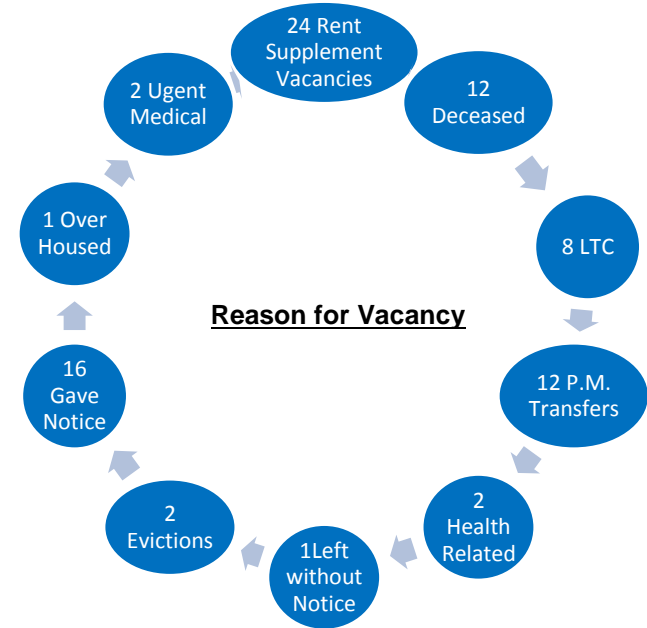 24 Rent
Supplement
Vacancies
12
Deceased
8 LTC
12 P.M.
Transfers
2
Health
Related
1Left
without
Notice
2
Evictions
16
Gave
Notice
1 Over
Housed
2 Ugent
Medical
Reason for Vacancy